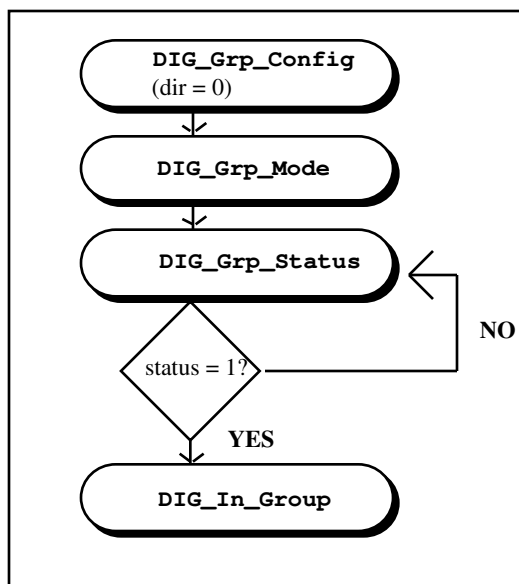 DIG_Grp_Config
(dir = 0)
DIG_Grp_Mode
DIG_Grp_Status
NO
status = 1?
YES
DIG_In_Group